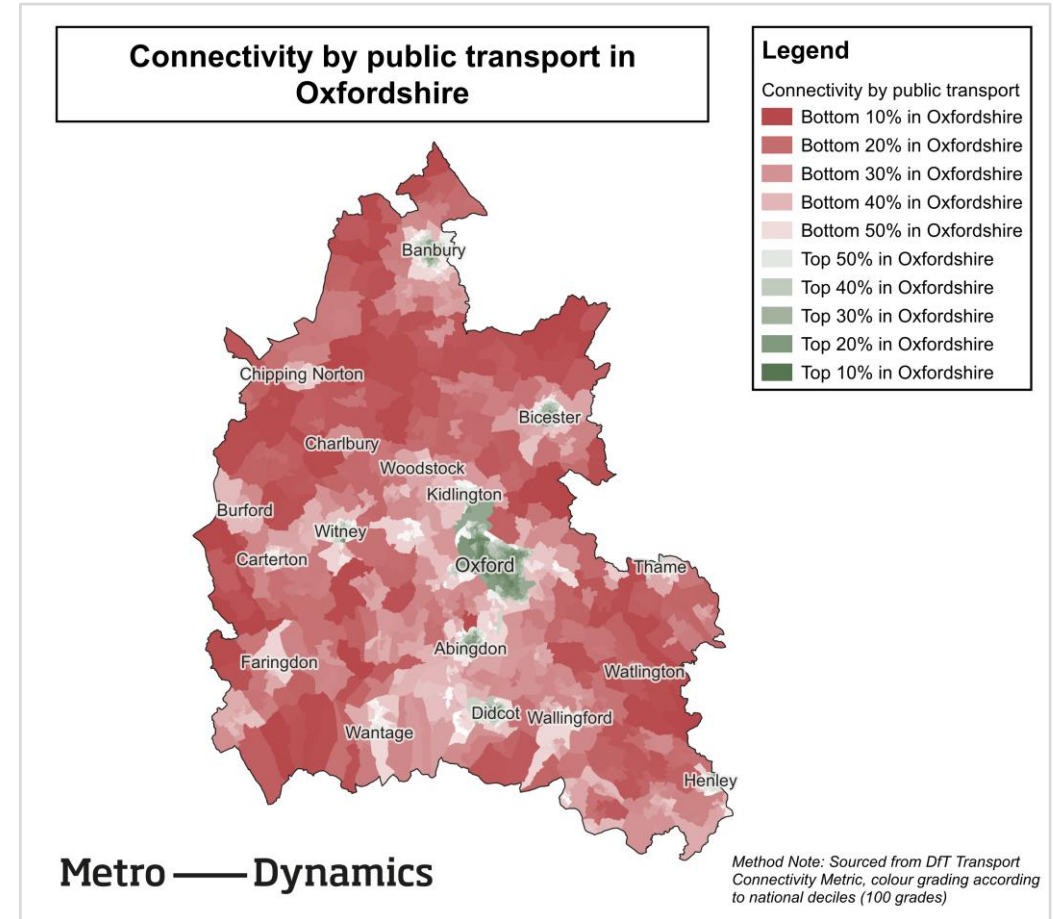 Connectivity by public transport in
Oxfordshire
Legend
Connectivity by public transport
Bottom 10% in Oxfordshire
Bottom 20% in Oxfordshire
Bottom 30% in Oxfordshire
Bottom 40% in Oxfordshire
Bottom 50% in Oxfordshire
Top 50% in Oxfordshire
Top 40% in Oxfordshire
Top 30% in Oxfordshire
Top 20% in Oxfordshire
Top 10% in Oxfordshire
Banbury
Chipping Norton
Bicester
Charlbury
Woodstock
Kidlington
Burford
Witney
Carterton
Oxford
Thame
Abingdon
Faringdon
Watlington
Didcot
Wallingford
Wantage
Henley
Metro — Dynamics
Method Note: Sourced from DfT Transport
Connectivity Metric, colour grading according
to national deciles (100 grades)